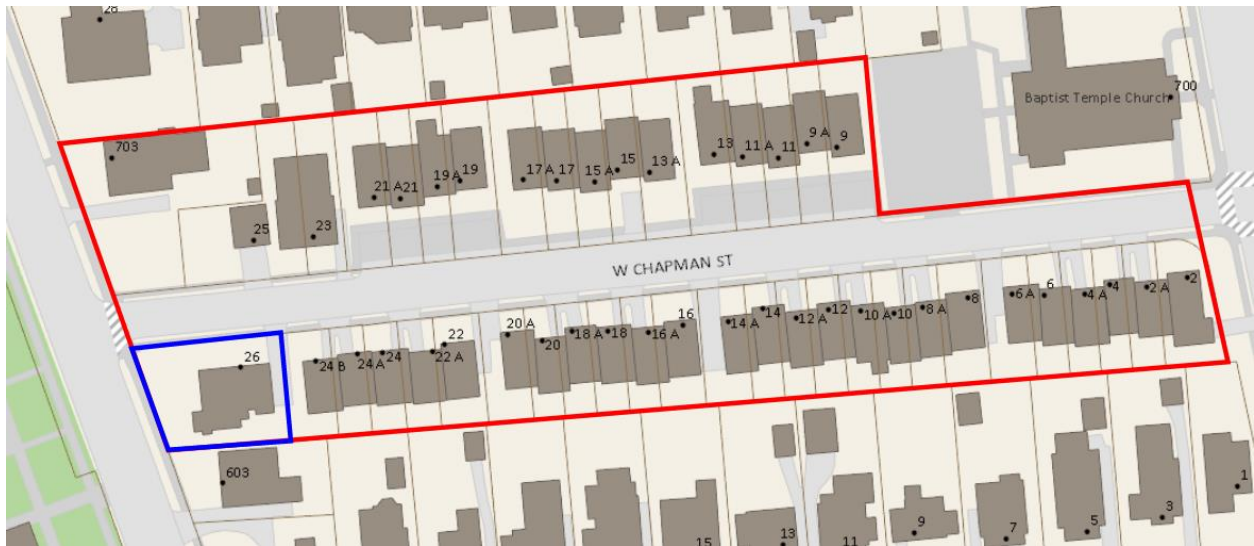 28
Baptist Temple Church
700
703
13
11 A
11
9 A
9
21 A
21
19 A
19
17 A
17
15 A
15
13 A
25
23
W CHAPMAN ST
26
24 B
24 A
24
22 A
22
20 A
20
18 A
18
16 A
16
14 A
14
12 A
12
10 A
10
8 A
8
6 A
6
4 A
4
2 A
2
603
15
13
11
9
7
5
3
1